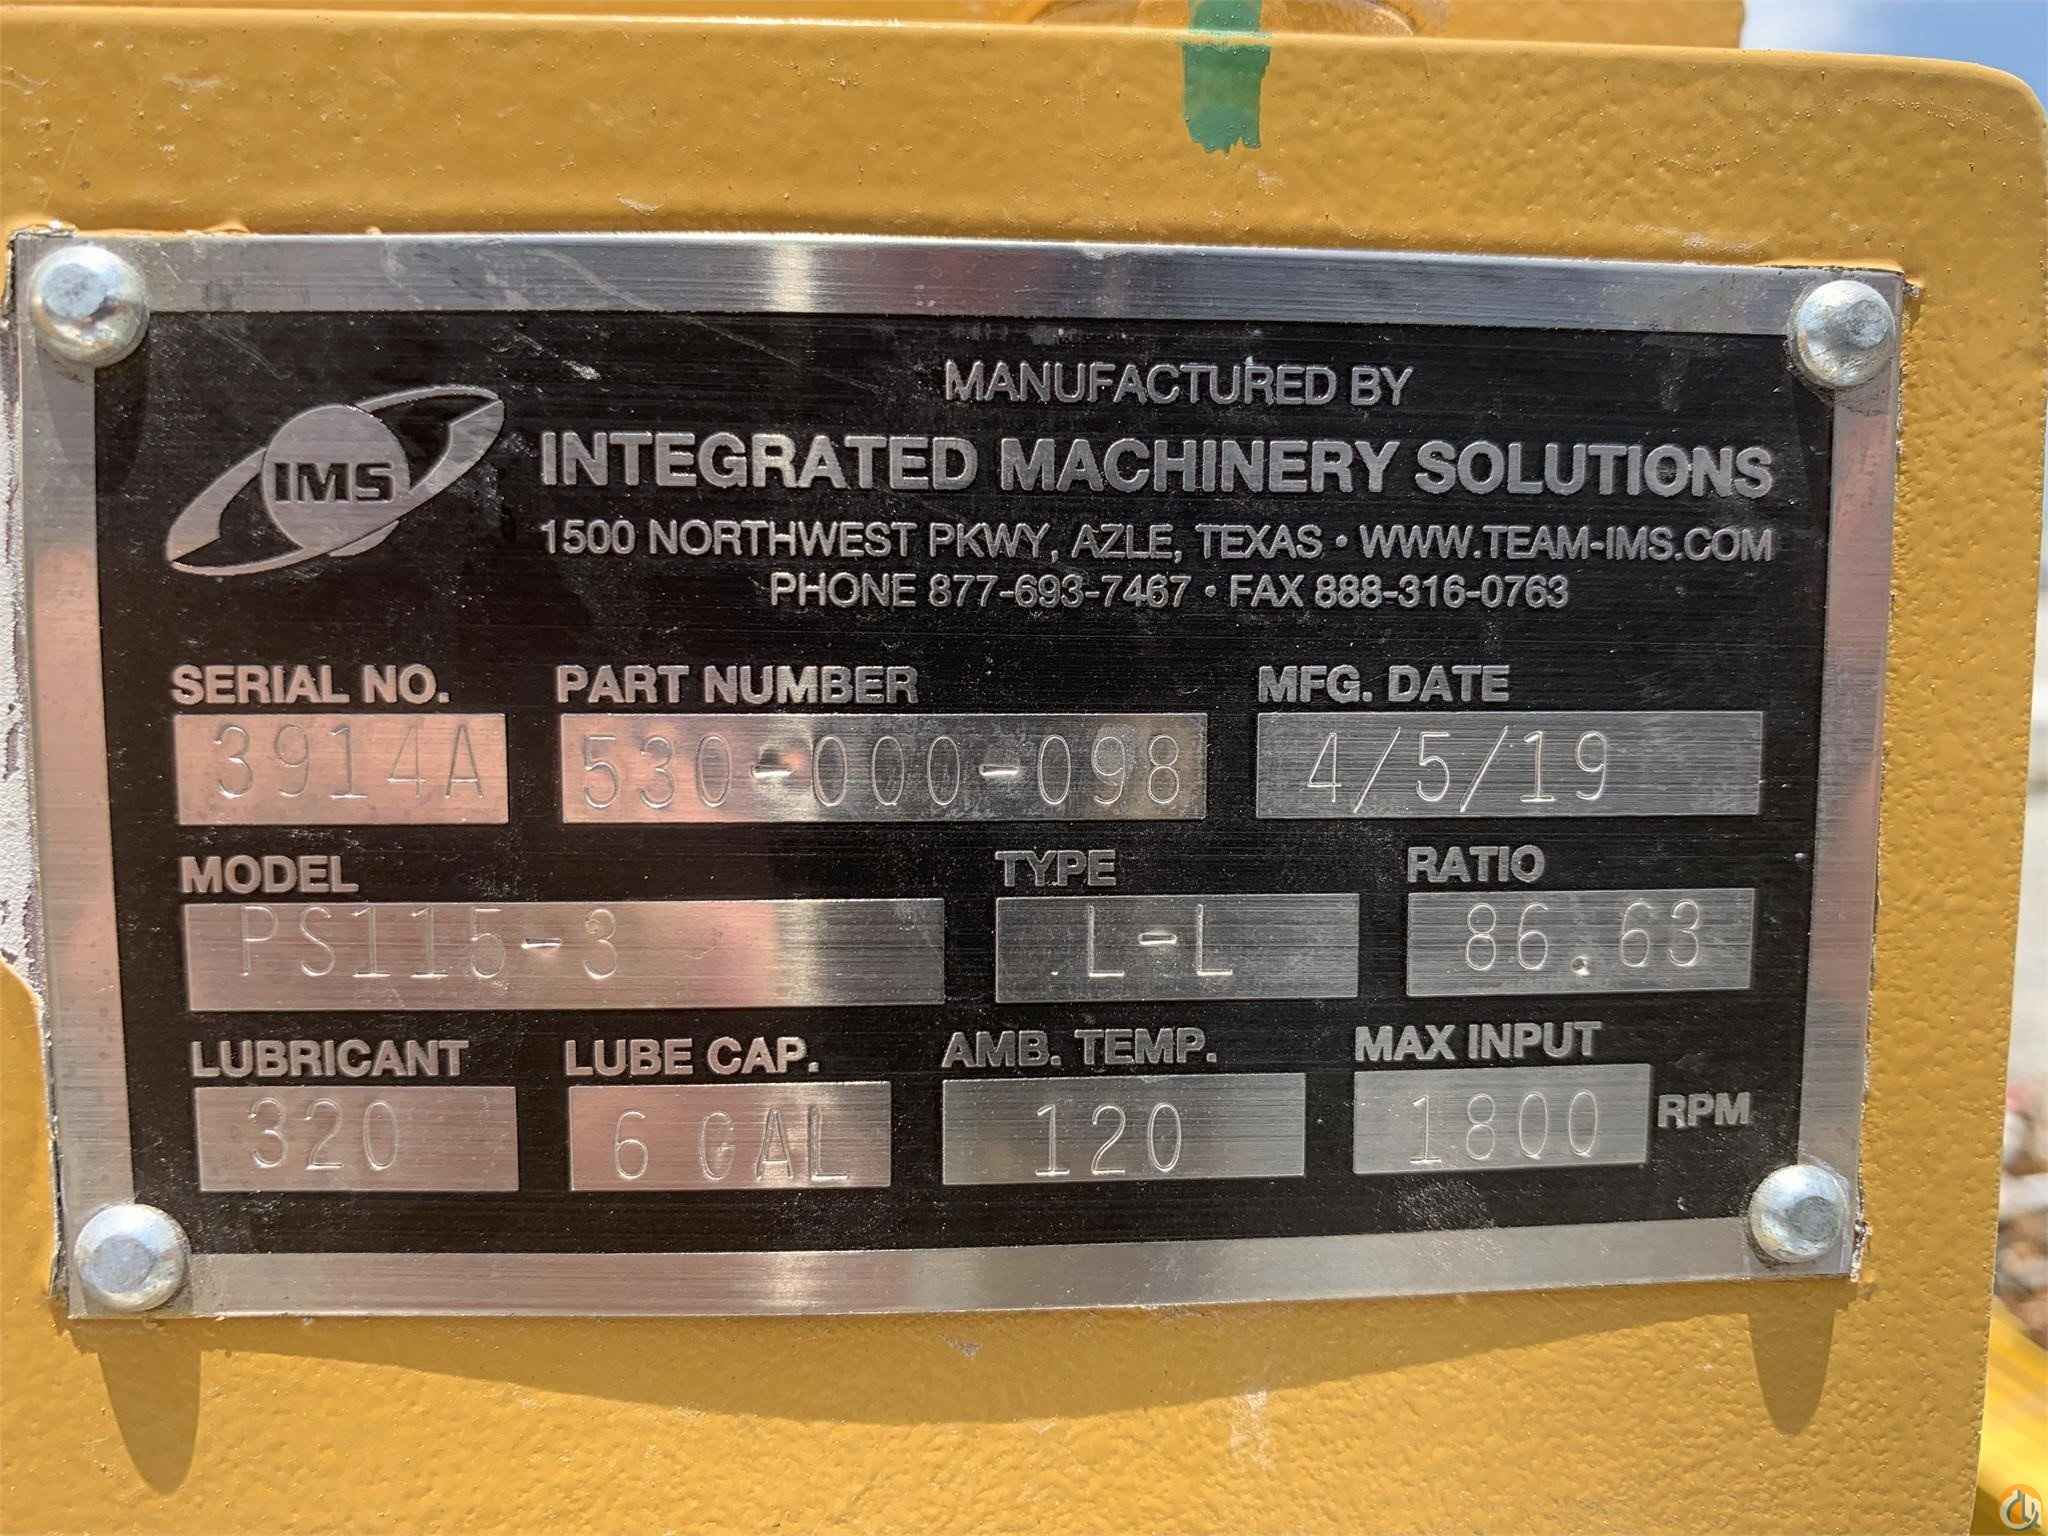 MANUFACTURED BY
IMS
INTEGRATED MACHINERY SOLUTIONS
1500 NORTHWEST PKWY, AZLE, TEXAS • WWW.TEAM-IMS.COM
PHONE 877-693-7467 • FAX 888-316-0763
SERIAL NO. PART NUMBER MFG. DATE
3914A 530-000-098 4/5/19
MODEL TYPE RATIO
PS115-3 L-L 86.63
LUBRICANT LUBE CAP. AMB. TEMP. MAX INPUT
320 6 GAL 120 1800 RPM